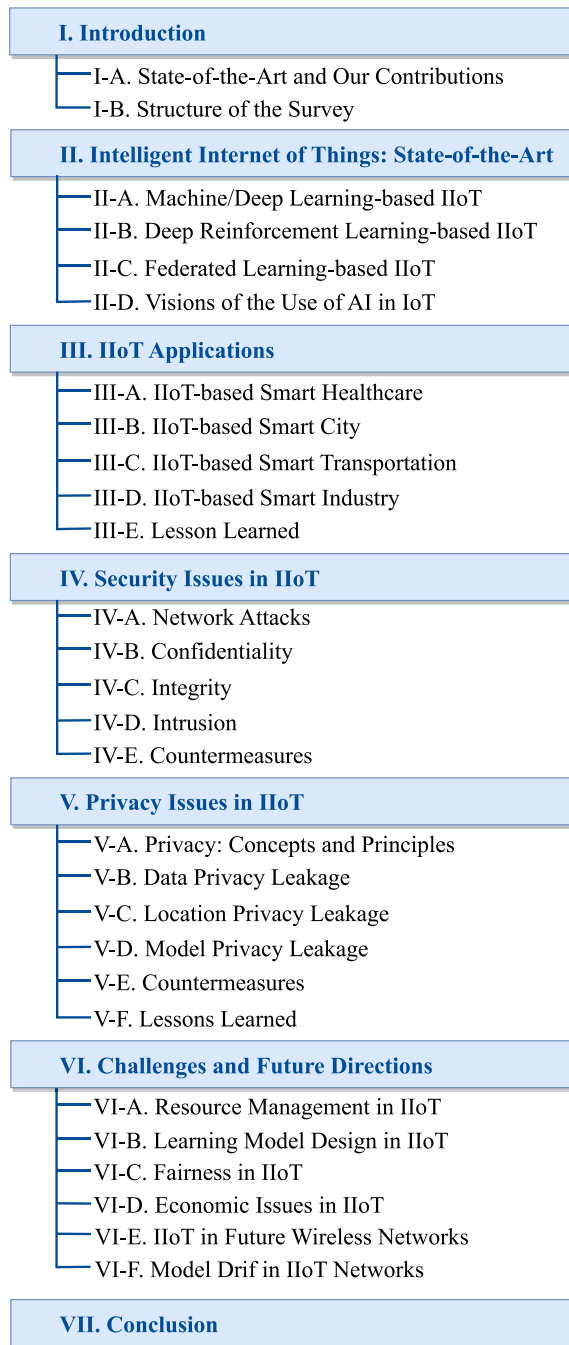 I. Introduction
I-A. State-of-the-Art and Our Contributions
I-B. Structure of the Survey
II. Intelligent Internet of Things: State-of-the-Art
II-A. Machine/Deep Learning-based IIoT
II-B. Deep Reinforcement Learning-based IIoT
II-C. Federated Learning-based IIoT
II-D. Visions of the Use of AI in IoT
III. IIoT Applications
III-A. IIoT-based Smart Healthcare
III-B. IIoT-based Smart City
III-C. IIoT-based Smart Transportation
III-D. IIoT-based Smart Industry
III-E. Lesson Learned
IV. Security Issues in IIoT
IV-A. Network Attacks
IV-B. Confidentiality
IV-C. Integrity
IV-D. Intrusion
IV-E. Countermeasures
V. Privacy Issues in IIoT
V-A. Privacy: Concepts and Principles
V-B. Data Privacy Leakage
V-C. Location Privacy Leakage
V-D. Model Privacy Leakage
V-E. Countermeasures
V-F. Lessons Learned
VI. Challenges and Future Directions
VI-A. Resource Management in IIoT
VI-B. Learning Model Design in IIoT
VI-C. Fairness in IIoT
VI-D. Economic Issues in IIoT
VI-E. IIoT in Future Wireless Networks
VI-F. Model Drif in IIoT Networks
VII. Conclusion